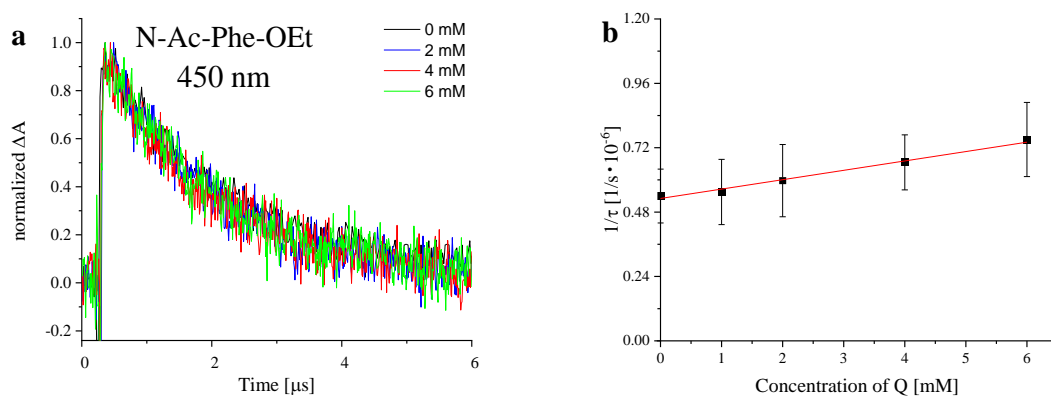 a
N-Ac-Phe-OEt
450 nm
0 mM
2 mM
4 mM
6 mM
normalized ΔA
1.0
0.8
0.6
0.4
0.2
0.0
-0.2
0
2
4
6
Time [μs]
b
1/τ [1/s·10⁻⁶]
1.20
0.96
0.72
0.48
0.24
0.00
0
1
2
3
4
5
6
Concentration of Q [mM]